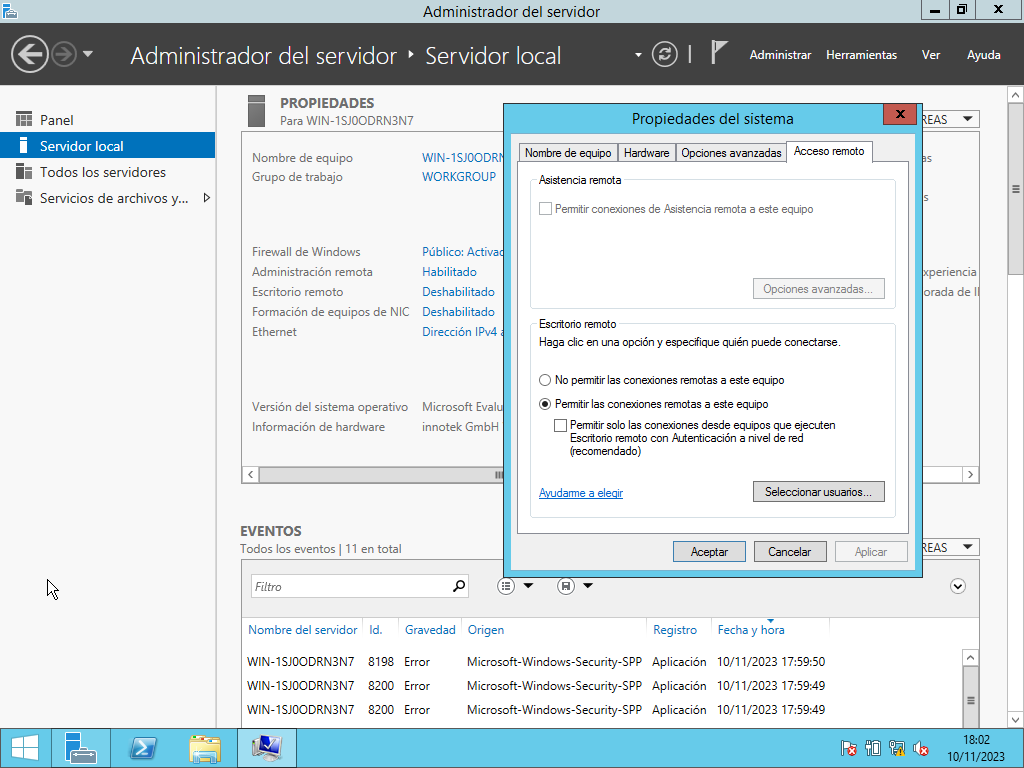 Administrador del servidor
Administrador del servidor ‣ Servidor local
Administrar Herramientas Ver Ayuda
Panel
Servidor local
Todos los servidores
Servicios de archivos y...
PROPIEDADES
Para WIN-1SJ0ODRN3N7
Nombre de equipo WIN-1SJ0ODRN
Grupo de trabajo WORKGROUP
Firewall de Windows Público: Activad
Administración remota Habilitado
Escritorio remoto Deshabilitado
Formación de equipos de NIC Deshabilitado
Ethernet Dirección IPv4 a
Versión del sistema operativo Microsoft Evalu
Información de hardware innotek GmbH
REAS
as
s
xperiencia
orada de II
Propiedades del sistema
x
Nombre de equipo Hardware Opciones avanzadas Acceso remoto
Asistencia remota
Permitir conexiones de Asistencia remota a este equipo
Opciones avanzadas...
Escritorio remoto
Haga clic en una opción y especifique quién puede conectarse.
No permitir las conexiones remotas a este equipo
Permitir las conexiones remotas a este equipo
Permitir solo las conexiones desde equipos que ejecuten
Escritorio remoto con Autenticación a nivel de red
(recomendado)
Ayudarme a elegir
Seleccionar usuarios...
Aceptar Cancelar Aplicar
EVENTOS
Todos los eventos | 11 en total
REAS
Filtro
Nombre del servidor Id. Gravedad Origen Registro Fecha y hora
WIN-1SJ0ODRN3N7 8198 Error Microsoft-Windows-Security-SPP Aplicación 10/11/2023 17:59:50
WIN-1SJ0ODRN3N7 8200 Error Microsoft-Windows-Security-SPP Aplicación 10/11/2023 17:59:49
WIN-1SJ0ODRN3N7 8200 Error Microsoft-Windows-Security-SPP Aplicación 10/11/2023 17:59:49
18:02
10/11/2023